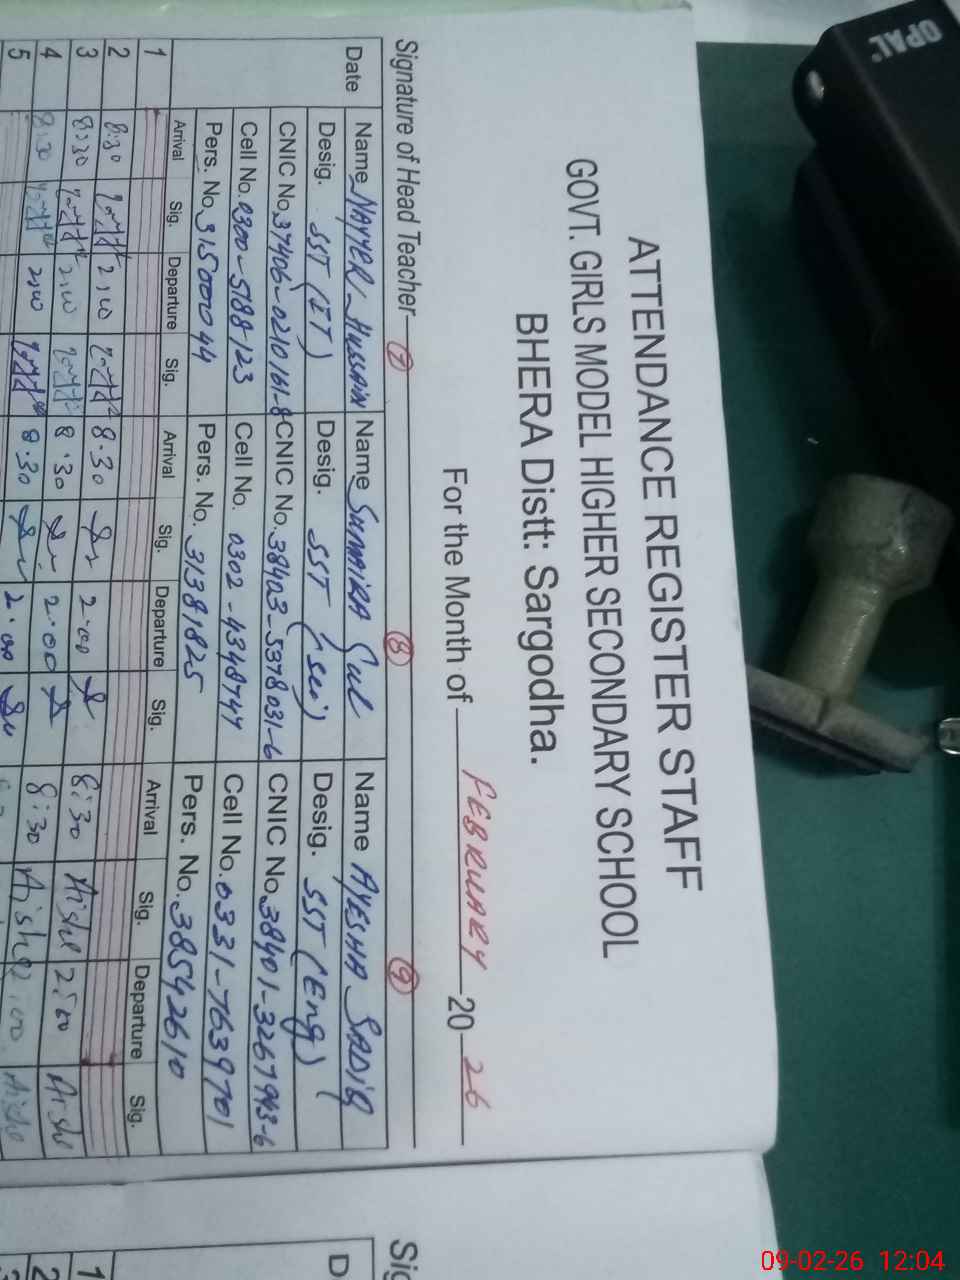 OPAL
ATTENDANCE REGISTER STAFF
GOVT. GIRLS MODEL HIGHER SECONDARY SCHOOL
BHERA Distt: Sargodha.
For the Month of FEBRUARY 20 26
Signature of Head Teacher 7 8 9
Date Name NAYYER HUSSAIN Name SUMAIRA GUL Name AYESHA SADIQ
Desig. SST (IT) Desig. SST (sci) Desig. SST (Eng)
CNIC No. 37406-0210161-8 CNIC No. 38403-5378031-6 CNIC No. 38401-3267943-6
Cell No. 0300-5188123 Cell No. 0302-4348747 Cell No. 0331-7639701
Pers. No. 31500044 Pers. No. 31381825 Pers. No. 38542610
Arrival Sig. Departure Sig. Arrival Sig. Departure Sig. Arrival Sig. Departure Sig.
1
2 8:30 2:00 8.30 2.00 8:30
3 8:30 2:00 8.30 2.00 8:30
4 8:30 2:00 8.30 2.00
5
Sig
D
1
2
3
09-02-26 12:04